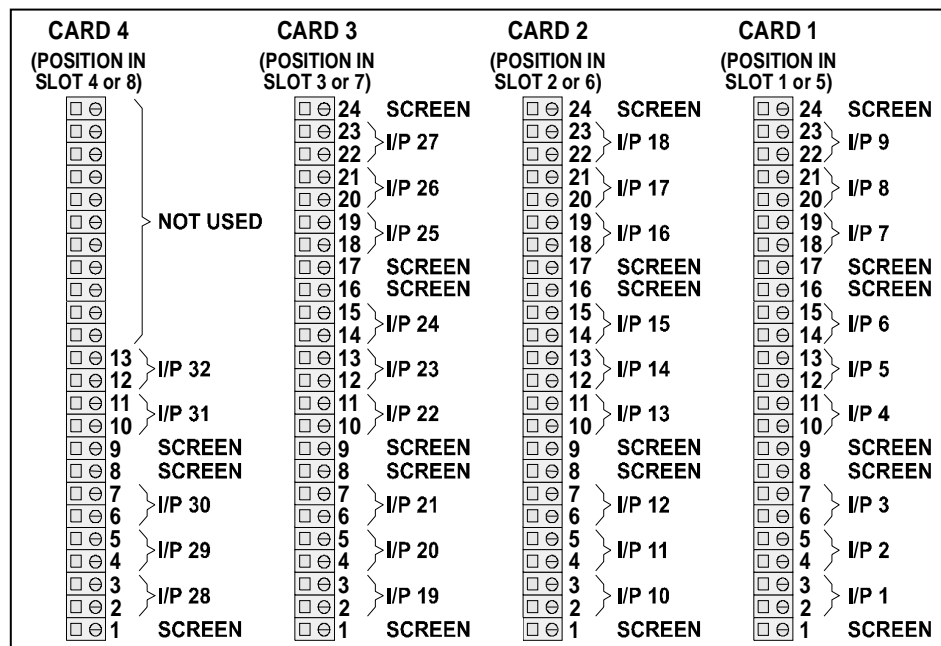 CARD 4 CARD 3 CARD 2 CARD 1
(POSITION IN (POSITION IN (POSITION IN (POSITION IN
SLOT 4 or 8) SLOT 3 or 7) SLOT 2 or 6) SLOT 1 or 5)
24 SCREEN 24 SCREEN 24 SCREEN
23 23 23
I/P 27 I/P 18 I/P 9
22 22 22
21 21 21
I/P 26 I/P 17 I/P 8
20 20 20
NOT USED 19 19 19
I/P 25 I/P 16 I/P 7
18 18 18
17 SCREEN 17 SCREEN 17 SCREEN
16 SCREEN 16 SCREEN 16 SCREEN
15 15 15
I/P 24 I/P 15 I/P 6
14 14 14
13 13 13 13
I/P 32 I/P 23 I/P 14 I/P 5
12 12 12 12
11 11 11 11
I/P 31 I/P 22 I/P 13 I/P 4
10 10 10 10
9 SCREEN 9 SCREEN 9 SCREEN 9 SCREEN
8 SCREEN 8 SCREEN 8 SCREEN 8 SCREEN
7 7 7 7
I/P 30 I/P 21 I/P 12 I/P 3
6 6 6 6
5 5 5 5
I/P 29 I/P 20 I/P 11 I/P 2
4 4 4 4
3 3 3 3
I/P 28 I/P 19 I/P 10 I/P 1
2 2 2 2
1 SCREEN 1 SCREEN 1 SCREEN 1 SCREEN